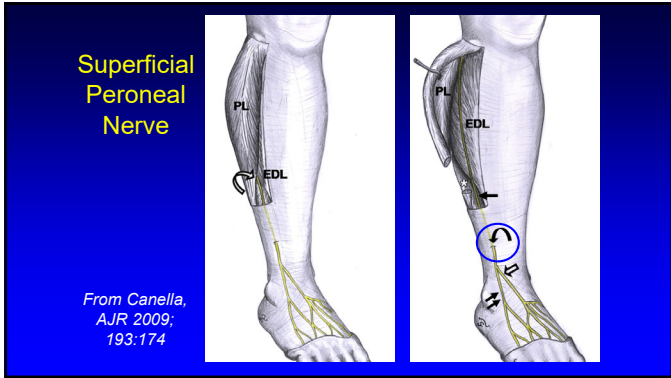 Superficial
Peroneal
Nerve
From Canella,
AJR 2009;
193:174
PL
EDL
PL
EDL
*